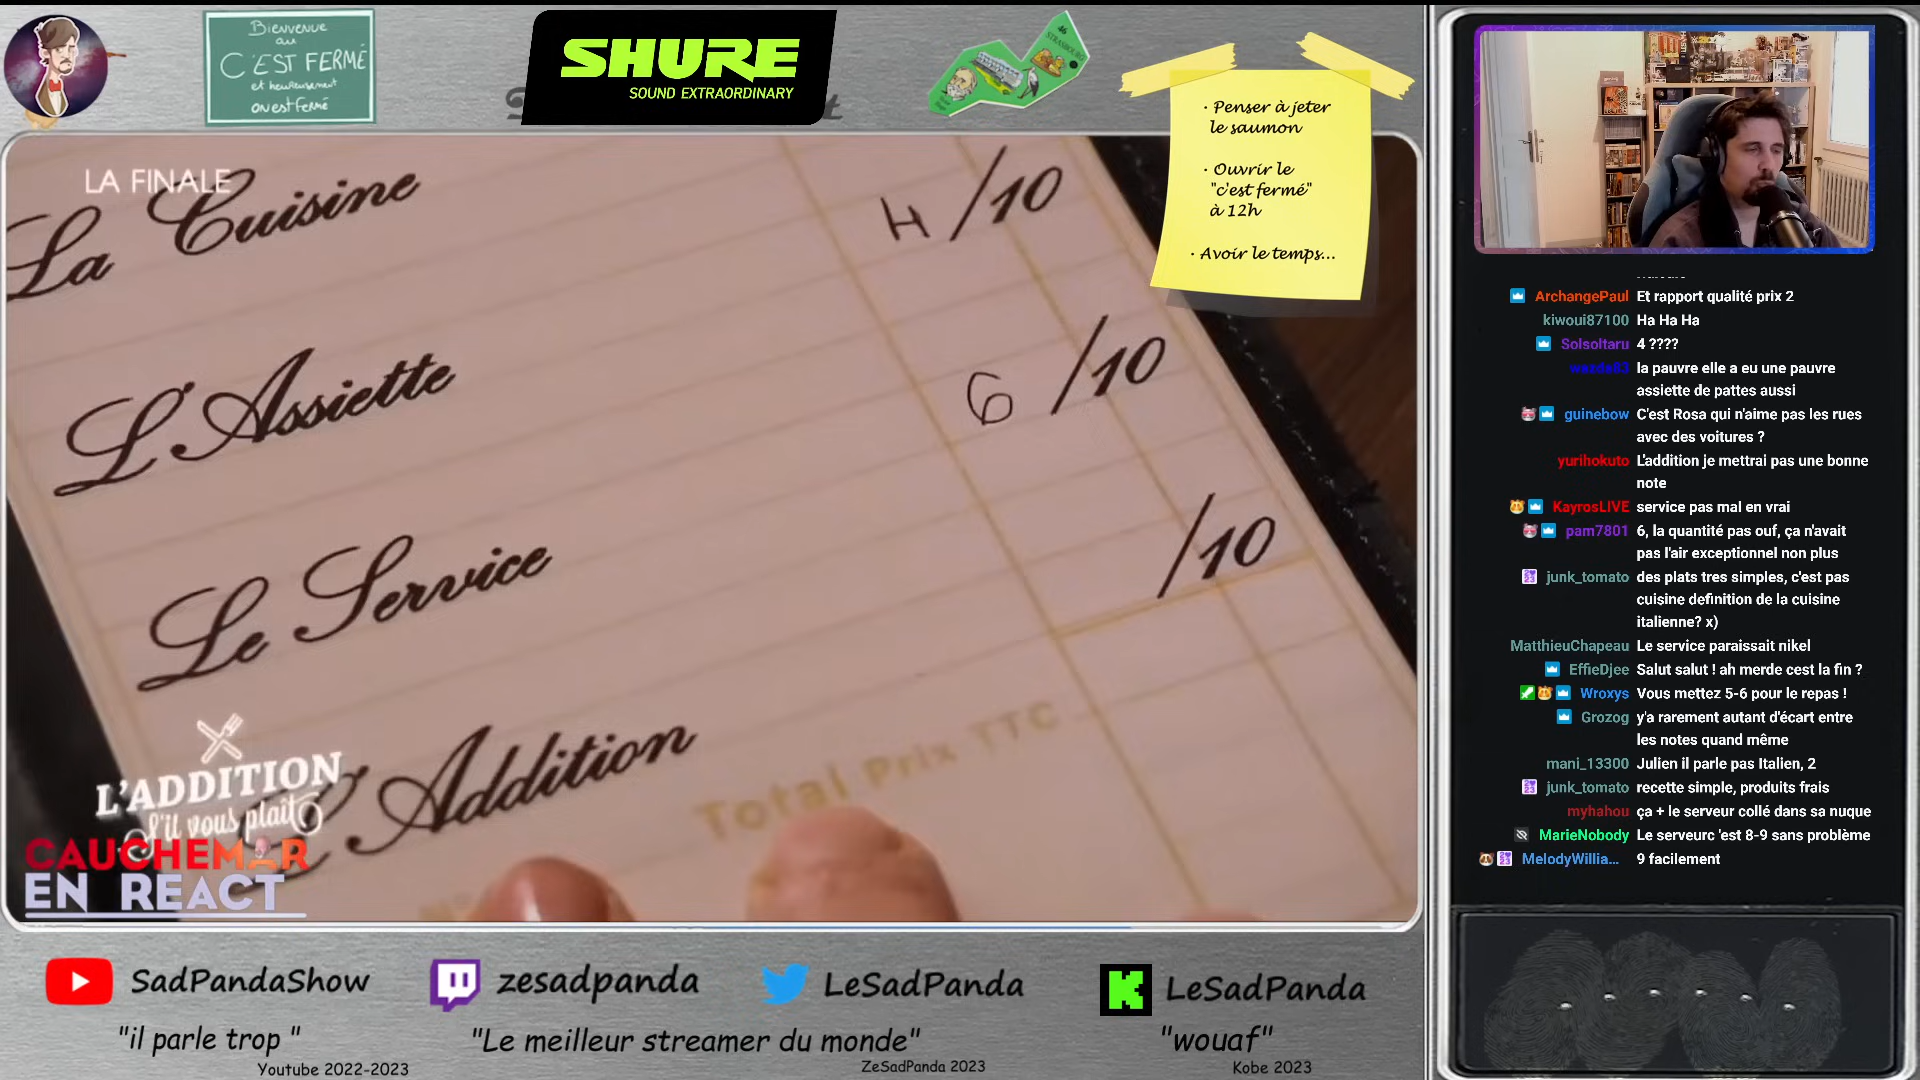 Bienvenue
au
C'EST FERMÉ
et heureusement
on est fermé
SHURE
SOUND EXTRAORDINARY
STRASBOURG
· Penser à jeter
le saumon
· Ouvrir le
"c'est fermé"
à 12h
· Avoir le temps...
LA FINALE
La Cuisine
4 /10
L'Assiette
6 /10
Le Service
/10
L'Addition
Total Prix TTC
L'ADDITION
s'il vous plaît
CAUCHEMAR
EN REACT
SadPandaShow
"il parle trop "
Youtube 2022-2023
zesadpanda
"Le meilleur streamer du monde"
ZeSadPanda 2023
LeSadPanda
LeSadPanda
"wouaf"
Kobe 2023
ArchangePaul Et rapport qualité prix 2
kiwoui87100 Ha Ha Ha
Solsoltaru 4 ????
la pauvre elle a eu une pauvre
assiette de pattes aussi
guinebow C'est Rosa qui n'aime pas les rues
avec des voitures ?
yurihokuto L'addition je mettrai pas une bonne
note
KayrosLIVE service pas mal en vrai
pam7801 6, la quantité pas ouf, ça n'avait
pas l'air exceptionnel non plus
junk_tomato des plats tres simples, c'est pas
cuisine definition de la cuisine
italienne? x)
MatthieuChapeau Le service paraissait nikel
EffieDjee Salut salut ! ah merde cest la fin ?
Wroxys Vous mettez 5-6 pour le repas !
Grozog y'a rarement autant d'écart entre
les notes quand même
mani_13300 Julien il parle pas Italien, 2
junk_tomato recette simple, produits frais
myhahou ça + le serveur collé dans sa nuque
MarieNobody Le serveurc 'est 8-9 sans problème
MelodyWillia... 9 facilement